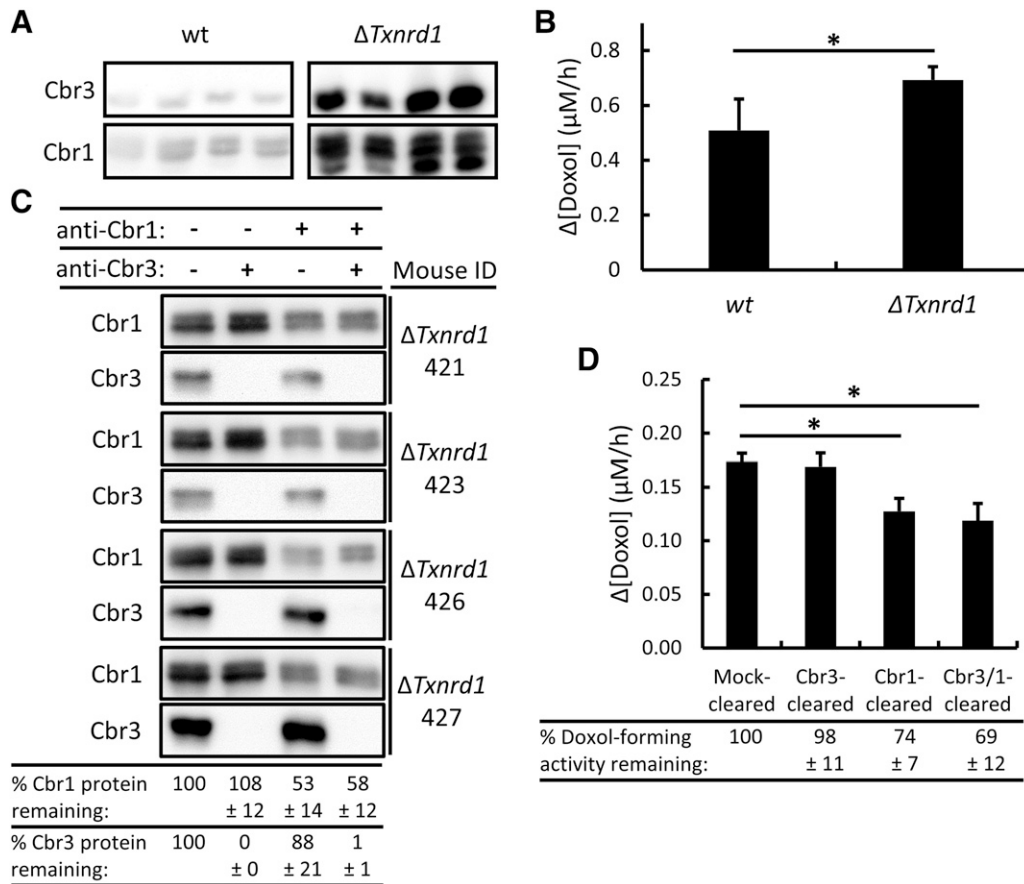 A
wt
ΔTxnrd1
Cbr3
Cbr1
B
Δ[Doxol] (μM/h)
0.8
0.6
0.4
0.2
0
*
wt
ΔTxnrd1
C
anti-Cbr1: - - + +
anti-Cbr3: - + - + Mouse ID
Cbr1
Cbr3
ΔTxnrd1
421
Cbr1
Cbr3
ΔTxnrd1
423
Cbr1
Cbr3
ΔTxnrd1
426
Cbr1
Cbr3
ΔTxnrd1
427
% Cbr1 protein 100 108 53 58
remaining: ± 12 ± 14 ± 12
% Cbr3 protein 100 0 88 1
remaining: ± 0 ± 21 ± 1
D
Δ[Doxol] (μM/h)
0.25
0.20
0.15
0.10
0.05
0.00
*
*
Mock- Cbr3- Cbr1- Cbr3/1-
cleared cleared cleared cleared
% Doxol-forming 100 98 74 69
activity remaining: ± 11 ± 7 ± 12